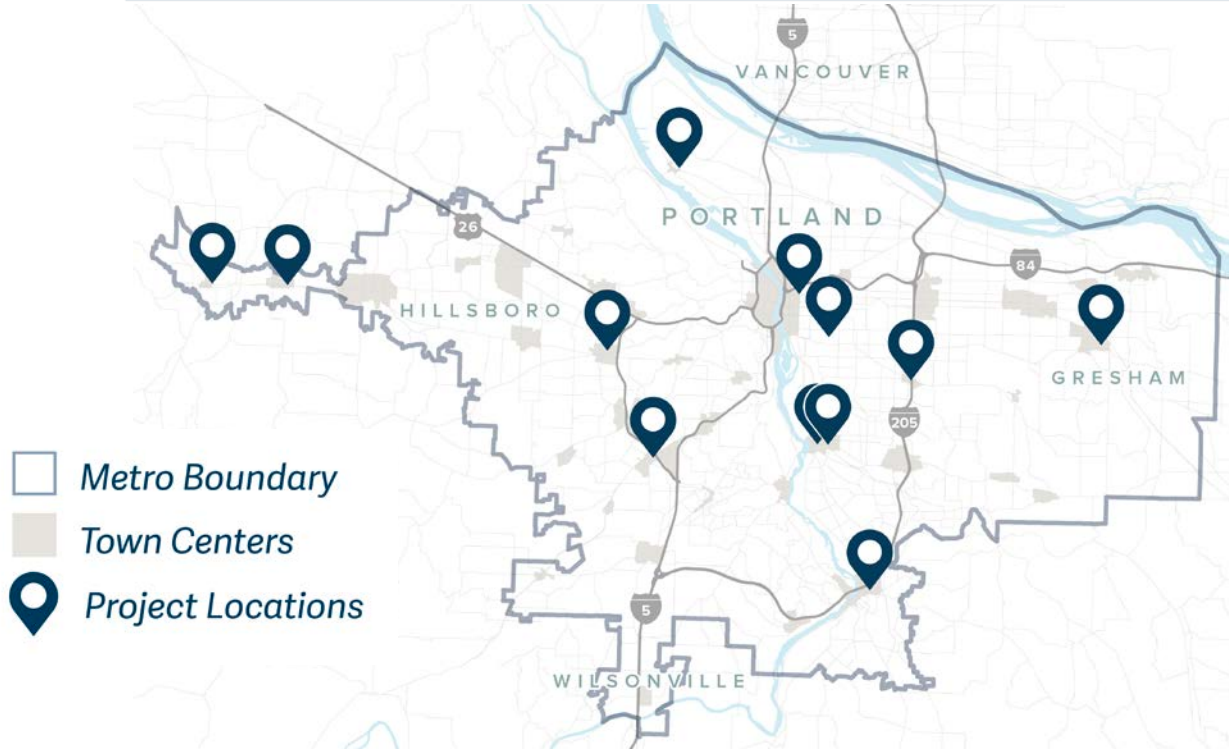 5
VANCOUVER
PORTLAND
26
84
HILLSBORO
GRESHAM
205
Metro Boundary
Town Centers
Project Locations
5
WILSONVILLE